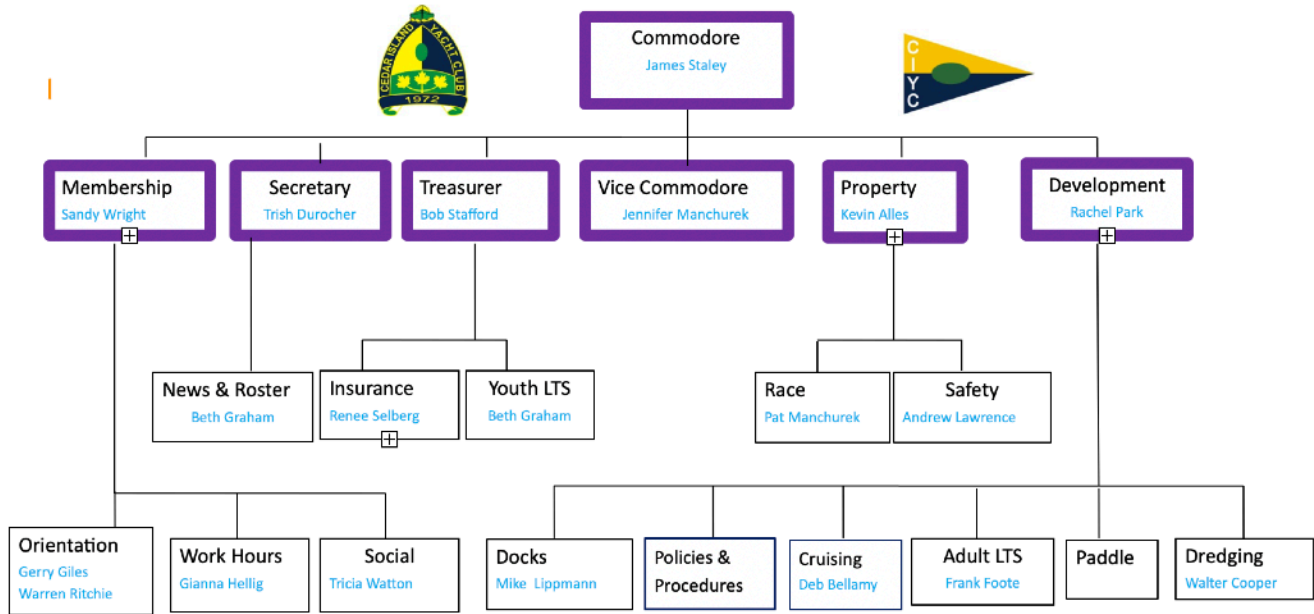 CEDAR ISLAND
YACHT CLUB
1972
Commodore
James Staley
CIYC
Membership
Sandy Wright
Secretary
Trish Durocher
Treasurer
Bob Stafford
Vice Commodore
Jennifer Manchurek
Property
Kevin Alles
Development
Rachel Park
News & Roster
Beth Graham
Insurance
Renee Selberg
Youth LTS
Beth Graham
Race
Pat Manchurek
Safety
Andrew Lawrence
Orientation
Gerry Giles
Warren Ritchie
Work Hours
Gianna Hellig
Social
Tricia Watton
Docks
Mike Lippmann
Policies &
Procedures
Cruising
Deb Bellamy
Adult LTS
Frank Foote
Paddle
Dredging
Walter Cooper